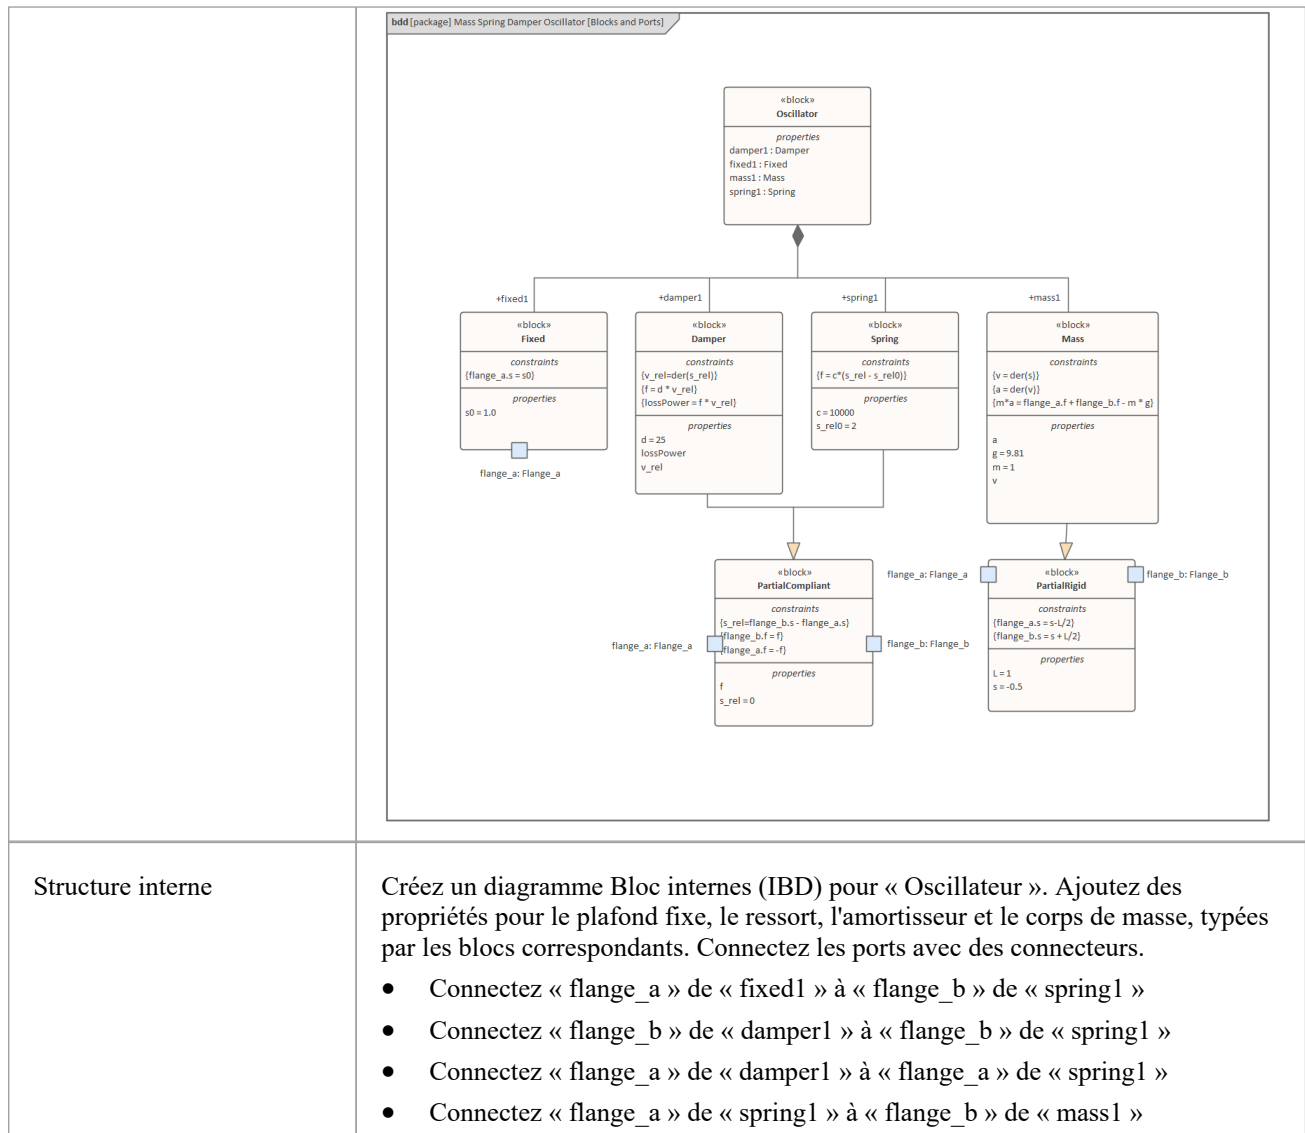 bdd [package] Mass Spring Damper Oscillator [Blocks and Ports]
«block»
Oscillator
properties
damper1 : Damper
fixed1 : Fixed
mass1 : Mass
spring1 : Spring
+fixed1
+damper1
+spring1
+mass1
«block»
Fixed
constraints
{flange_a.s = s0}
properties
s0 = 1.0
flange_a: Flange_a
«block»
Damper
constraints
{v_rel=der(s_rel)}
{f = d * v_rel}
{lossPower = f * v_rel}
properties
d = 25
lossPower
v_rel
«block»
Spring
constraints
{f = c*(s_rel - s_rel0)}
properties
c = 10000
s_rel0 = 2
«block»
Mass
constraints
{v = der(s)}
{a = der(v)}
{m*a = flange_a.f + flange_b.f - m * g}
properties
a
g = 9.81
m = 1
v
«block»
PartialCompliant
constraints
{s_rel=flange_b.s - flange_a.s}
{flange_b.f = f}
{flange_a.f = -f}
properties
f
s_rel = 0
flange_a: Flange_a
flange_b: Flange_b
«block»
PartialRigid
constraints
{flange_a.s = s-L/2}
{flange_b.s = s + L/2}
properties
L = 1
s = -0.5
flange_a: Flange_a
flange_b: Flange_b
Structure interne
Créez un diagramme Bloc internes (IBD) pour « Oscillateur ». Ajoutez des
propriétés pour le plafond fixe, le ressort, l'amortisseur et le corps de masse, typées
par les blocs correspondants. Connectez les ports avec des connecteurs.
• Connectez « flange_a » de « fixed1 » à « flange_b » de « spring1 »
• Connectez « flange_b » de « damper1 » à « flange_b » de « spring1 »
• Connectez « flange_a » de « damper1 » à « flange_a » de « spring1 »
• Connectez « flange_a » de « spring1 » à « flange_b » de « mass1 »